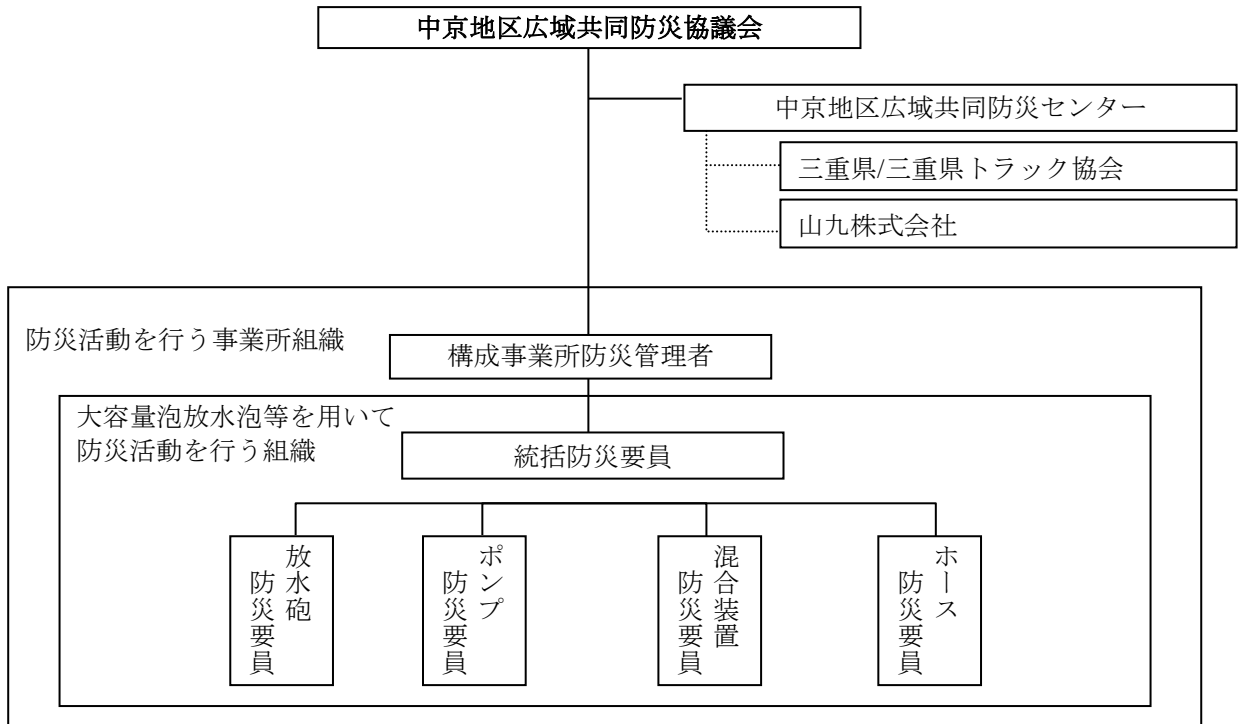 中京地区広域共同防災協議会
中京地区広域共同防災センター
三重県/三重県トラック協会
山九株式会社
防災活動を行う事業所組織
構成事業所防災管理者
大容量泡放水泡等を用いて
防災活動を行う組織
統括防災要員
放水砲
防災要員
ポンプ
防災要員
混合装置
防災要員
ホース
防災要員